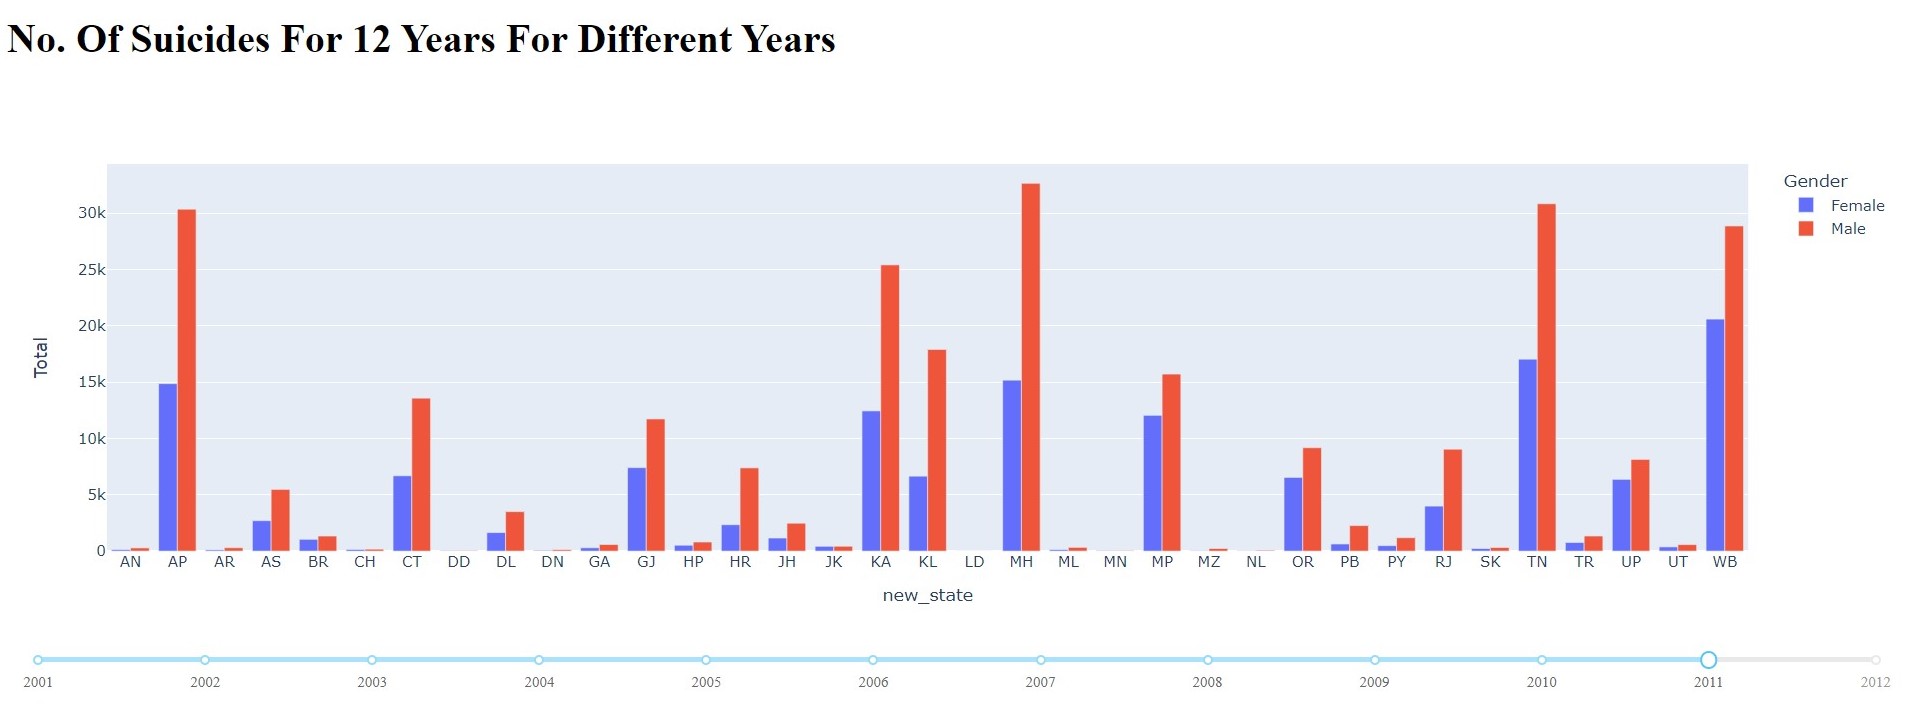 No. Of Suicides For 12 Years For Different Years
Gender
Female
Male
Total
30k
25k
20k
15k
10k
5k
0
AN AP AR AS BR CH CT DD DL DN GA GJ HP HR JH JK KA KL LD MH ML MN MP MZ NL OR PB PY RJ SK TN TR UP UT WB
new_state
2001 2002 2003 2004 2005 2006 2007 2008 2009 2010 2011 2012